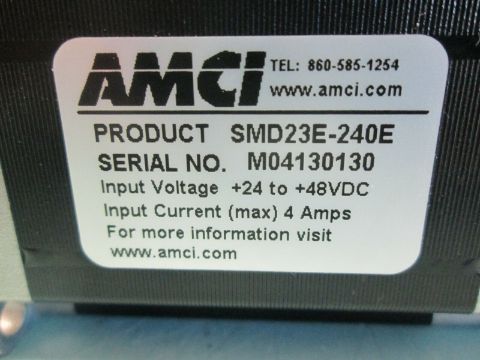 AMCI
TEL: 860-585-1254
www.amci.com
PRODUCT SMD23E-240E
SERIAL NO. M04130130
Input Voltage +24 to +48VDC
Input Current (max) 4 Amps
For more information visit
www.amci.com